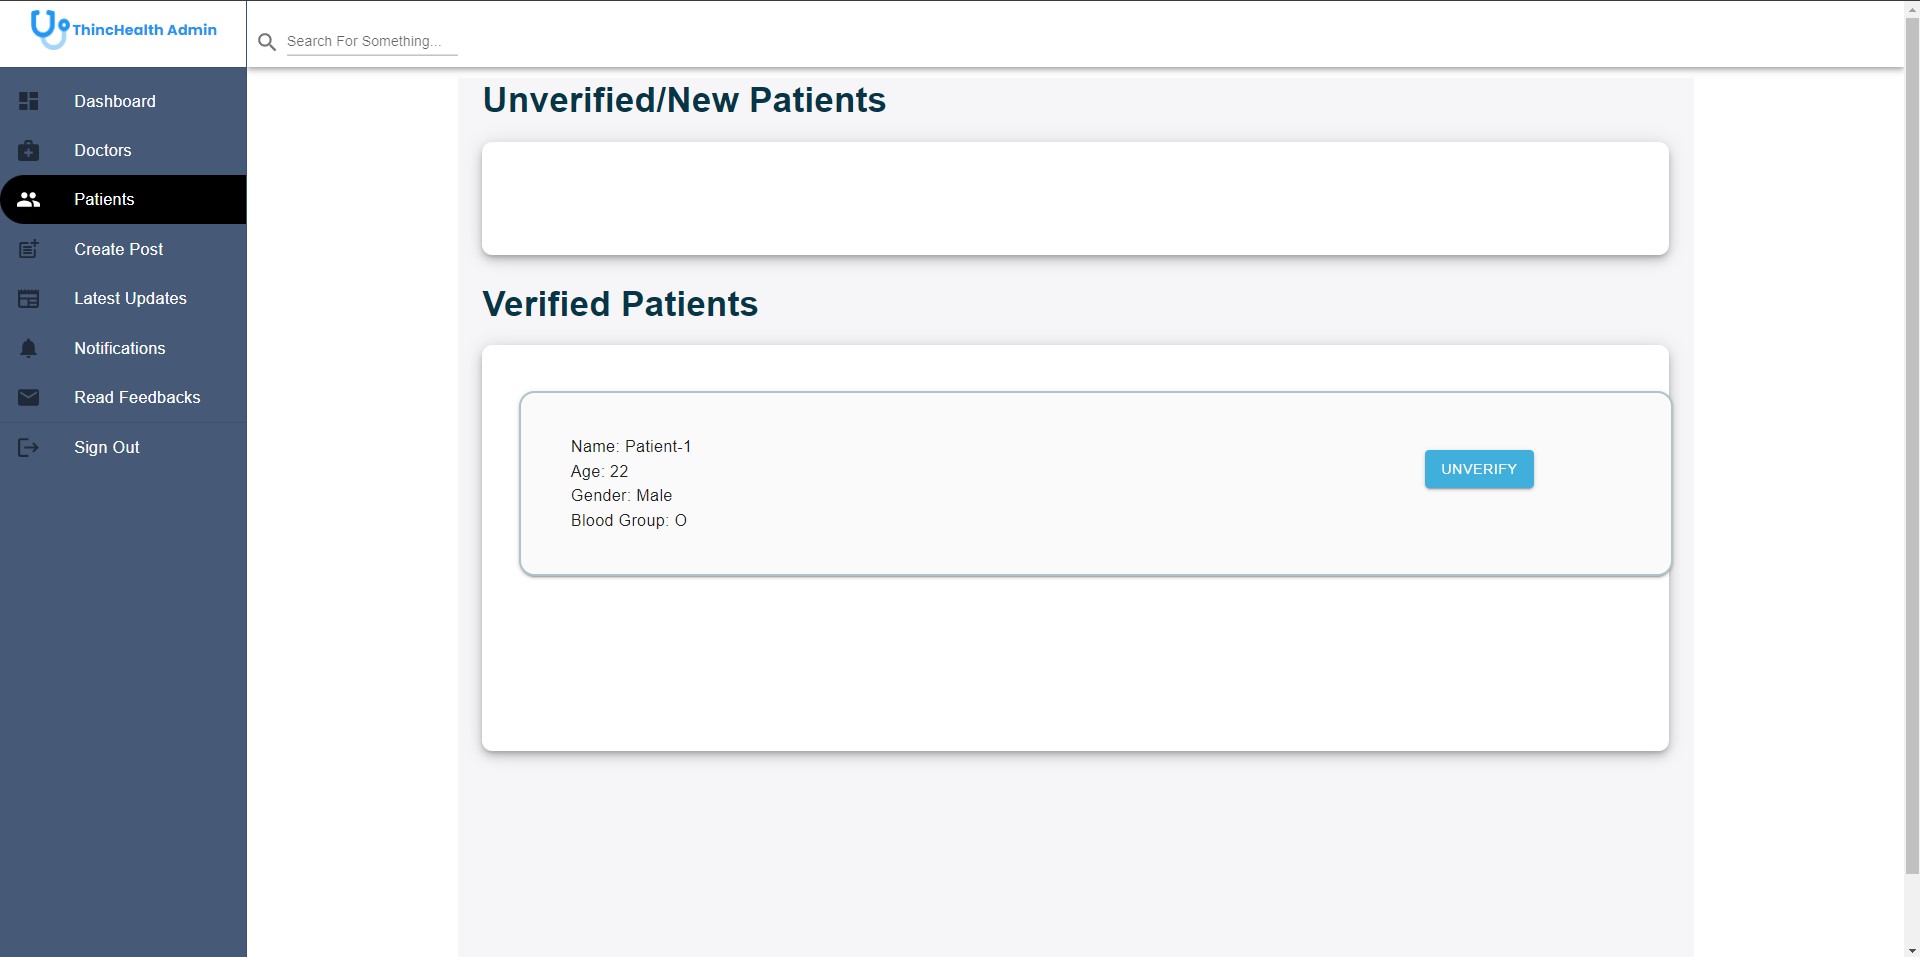 ThincHealth Admin
Search For Something...
Dashboard
Doctors
Patients
Create Post
Latest Updates
Notifications
Read Feedbacks
Sign Out
Unverified/New Patients
Verified Patients
Name: Patient-1
Age: 22
Gender: Male
Blood Group: O
UNVERIFY